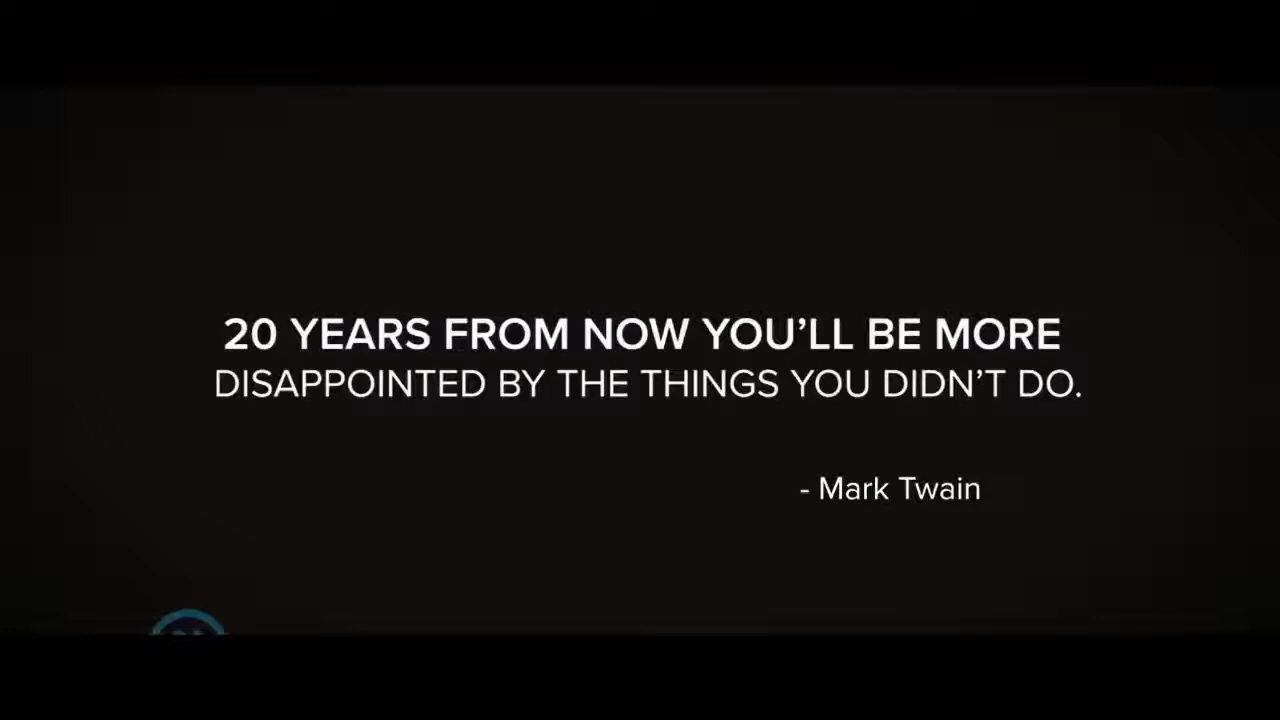 20 YEARS FROM NOW YOU’LL BE MORE
DISAPPOINTED BY THE THINGS YOU DIDN’T DO.
- Mark Twain